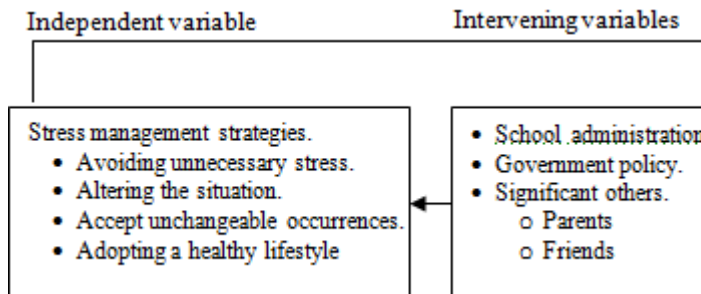 Independent variable
Intervening variables
Stress management strategies.
• Avoiding unnecessary stress.
• Altering the situation.
• Accept unchangeable occurrences.
• Adopting a healthy lifestyle
• School administration
• Government policy.
• Significant others.
o Parents
o Friends